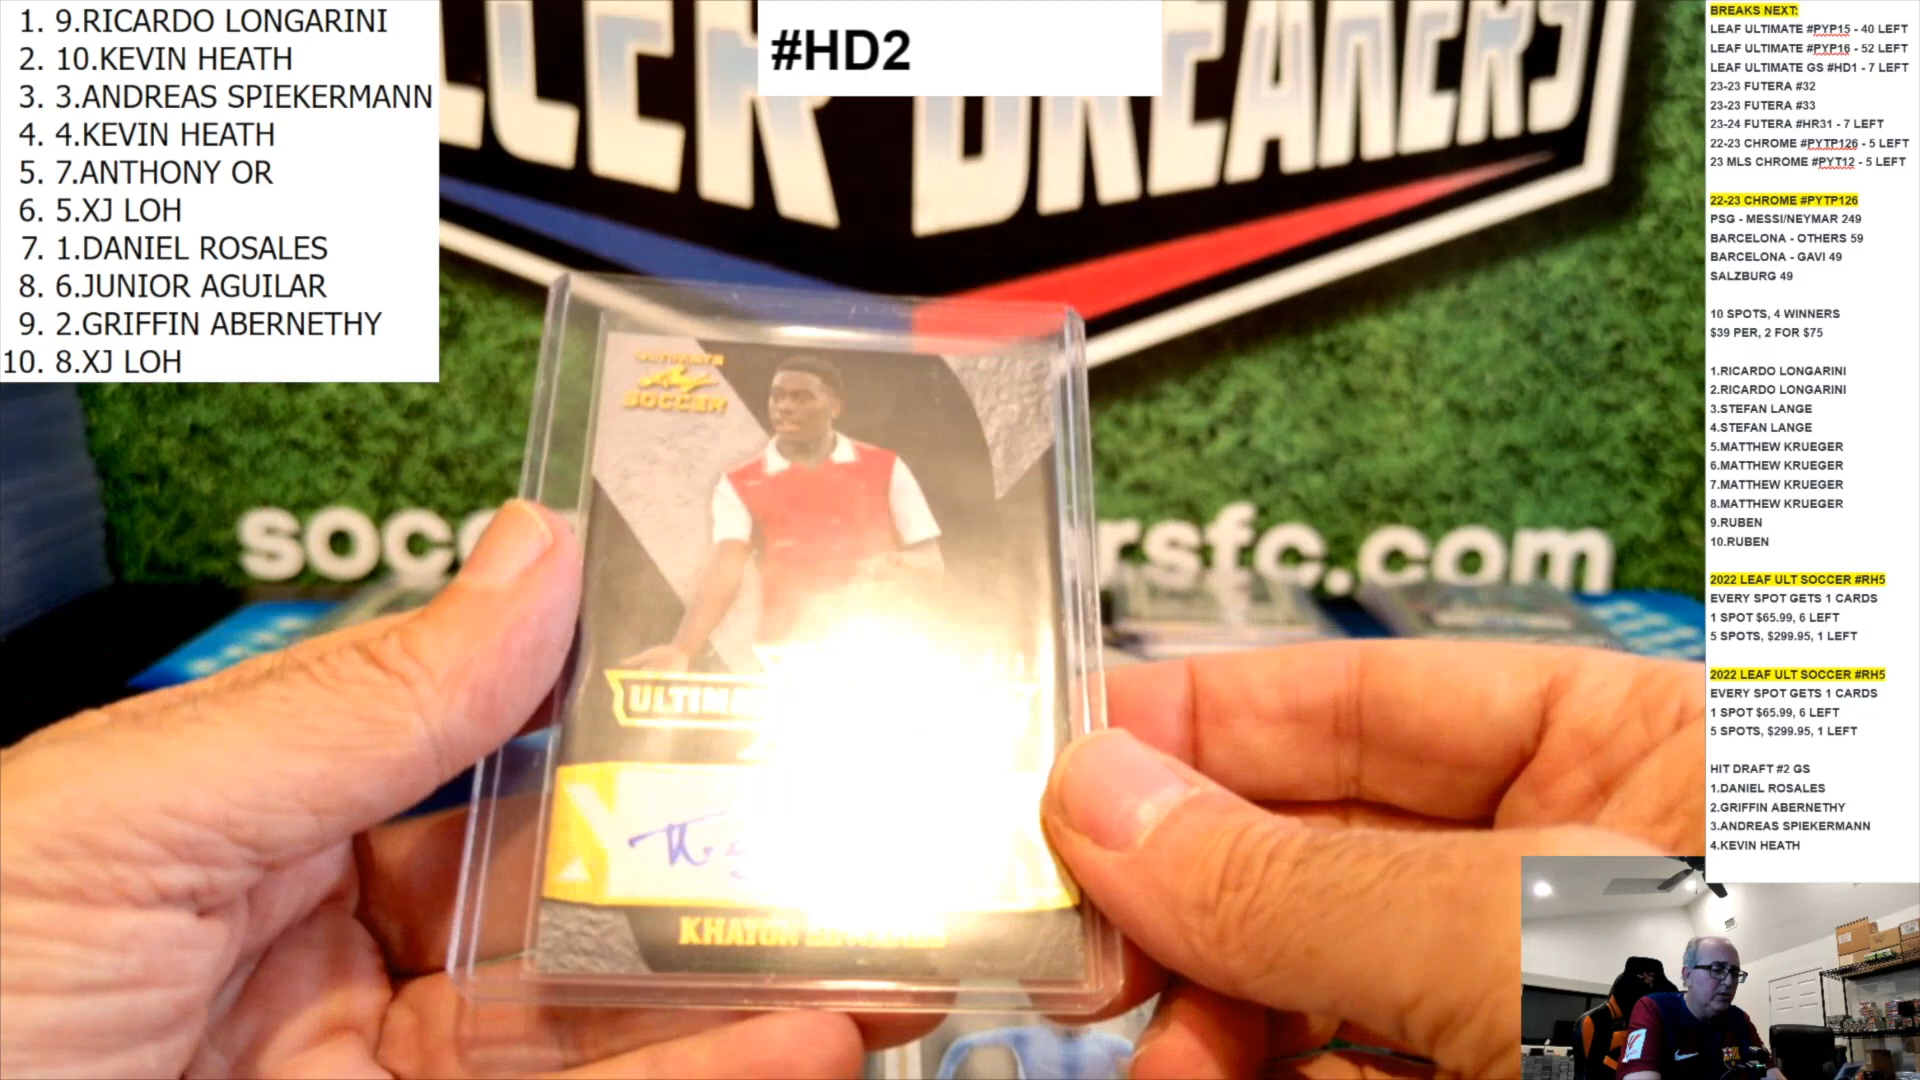 1. 9.RICARDO LONGARINI
2. 10.KEVIN HEATH
3. 3.ANDREAS SPIEKERMANN
4. 4.KEVIN HEATH
5. 7.ANTHONY OR
6. 5.XJ LOH
7. 1.DANIEL ROSALES
8. 6.JUNIOR AGUILAR
9. 2.GRIFFIN ABERNETHY
10. 8.XJ LOH
#HD2
BREAKERS
ULTIMATE
Leaf
SOCCER
rsfc.com
KHAYON EDWARDS
BREAKS NEXT:
LEAF ULTIMATE #PYP15 - 40 LEFT
LEAF ULTIMATE #PYP16 - 52 LEFT
LEAF ULTIMATE GS #HD1 - 7 LEFT
23-23 FUTERA #32
23-23 FUTERA #33
23-24 FUTERA #HR31 - 7 LEFT
22-23 CHROME #PYTP126 - 5 LEFT
23 MLS CHROME #PYT12 - 5 LEFT
22-23 CHROME #PYTP126
PSG - MESSI/NEYMAR 249
BARCELONA - OTHERS 59
BARCELONA - GAVI 49
SALZBURG 49
10 SPOTS, 4 WINNERS
$39 PER, 2 FOR $75
1.RICARDO LONGARINI
2.RICARDO LONGARINI
3.STEFAN LANGE
4.STEFAN LANGE
5.MATTHEW KRUEGER
6.MATTHEW KRUEGER
7.MATTHEW KRUEGER
8.MATTHEW KRUEGER
9.RUBEN
10.RUBEN
2022 LEAF ULT SOCCER #RH5
EVERY SPOT GETS 1 CARDS
1 SPOT $65.99, 6 LEFT
5 SPOTS, $299.95, 1 LEFT
2022 LEAF ULT SOCCER #RH5
EVERY SPOT GETS 1 CARDS
1 SPOT $65.99, 6 LEFT
5 SPOTS, $299.95, 1 LEFT
HIT DRAFT #2 GS
1.DANIEL ROSALES
2.GRIFFIN ABERNETHY
3.ANDREAS SPIEKERMANN
4.KEVIN HEATH